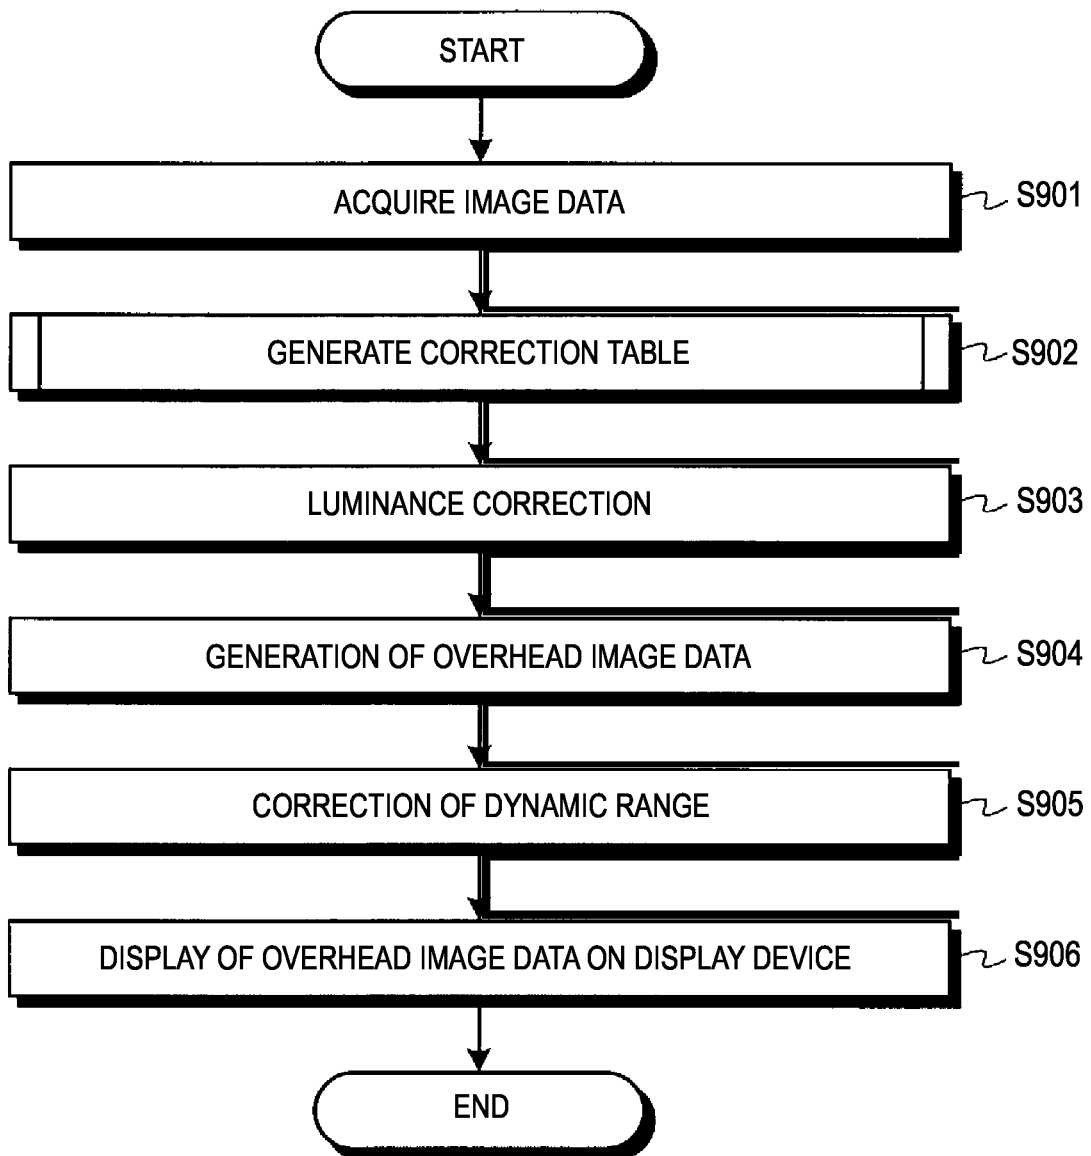 START
ACQUIRE IMAGE DATA
S901
GENERATE CORRECTION TABLE
S902
LUMINANCE CORRECTION
S903
GENERATION OF OVERHEAD IMAGE DATA
S904
CORRECTION OF DYNAMIC RANGE
S905
DISPLAY OF OVERHEAD IMAGE DATA ON DISPLAY DEVICE
S906
END